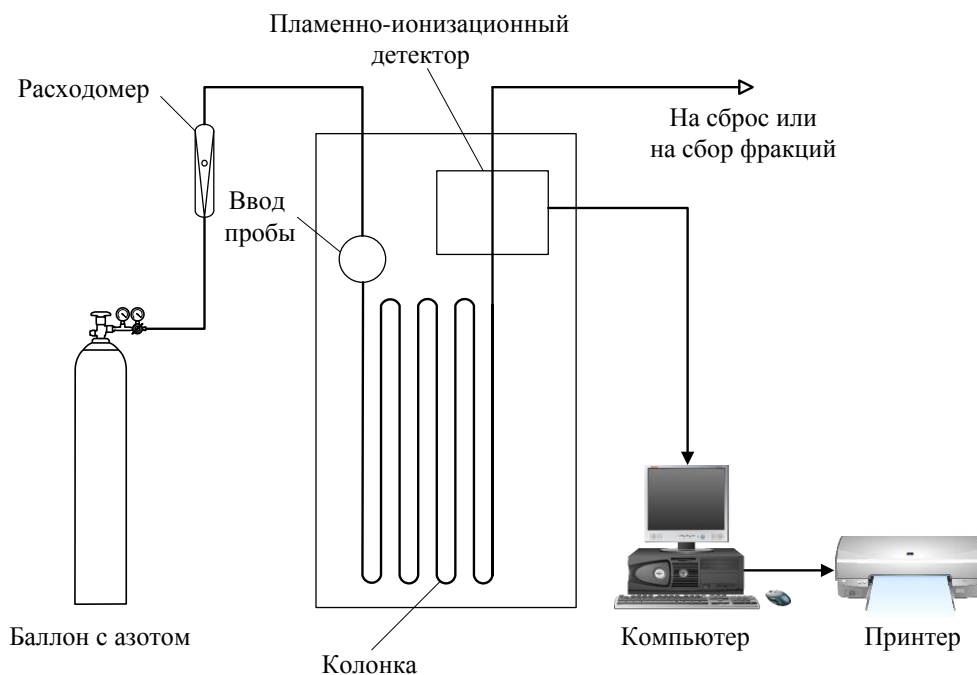 Пламенно-ионизационный
детектор
Расходомер
На сброс или
на сбор фракций
Ввод
пробы
Баллон с азотом
Колонка
Компьютер
Принтер